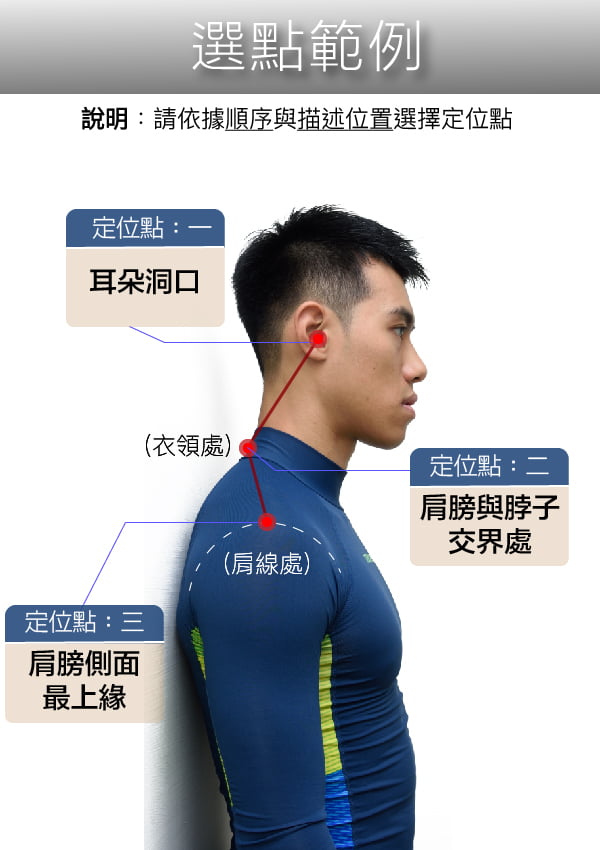 選點範例
說明：請依據順序與描述位置選擇定位點
定位點：一
耳朵洞口
(衣領處)
定位點：二
肩膀與脖子
交界處
(肩線處)
定位點：三
肩膀側面
最上緣